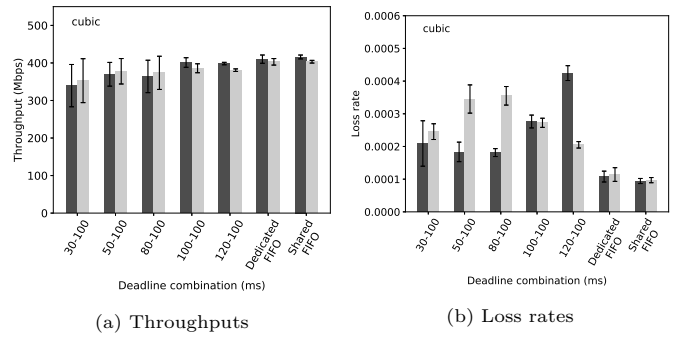 cubic
500
400
300
200
100
0
Throughput (Mbps)
30-100
50-100
80-100
100-100
120-100
Dedicated
FIFO
Shared
FIFO
Deadline combination (ms)
(a) Throughputs
cubic
0.0006
0.0005
0.0004
0.0003
0.0002
0.0001
0.0000
Loss rate
30-100
50-100
80-100
100-100
120-100
Dedicated
FIFO
Shared
FIFO
Deadline combination (ms)
(b) Loss rates